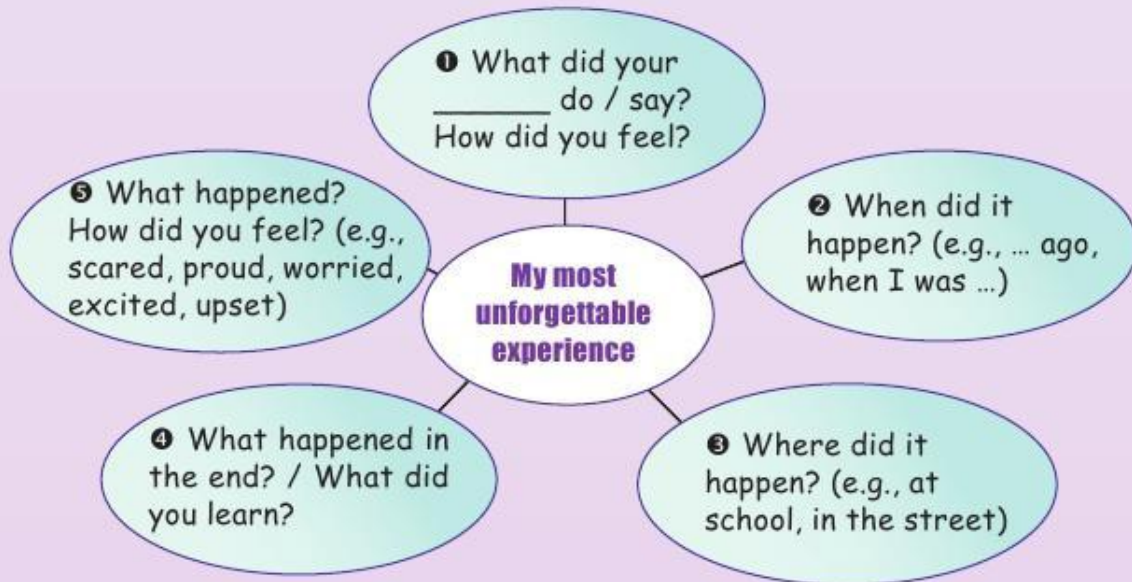 ❶ What did your
________ do / say?
How did you feel?
❷ When did it
happen? (e.g., … ago,
when I was …)
❸ Where did it
happen? (e.g., at
school, in the street)
❹ What happened in
the end? / What did
you learn?
❺ What happened?
How did you feel? (e.g.,
scared, proud, worried,
excited, upset)
My most
unforgettable
experience